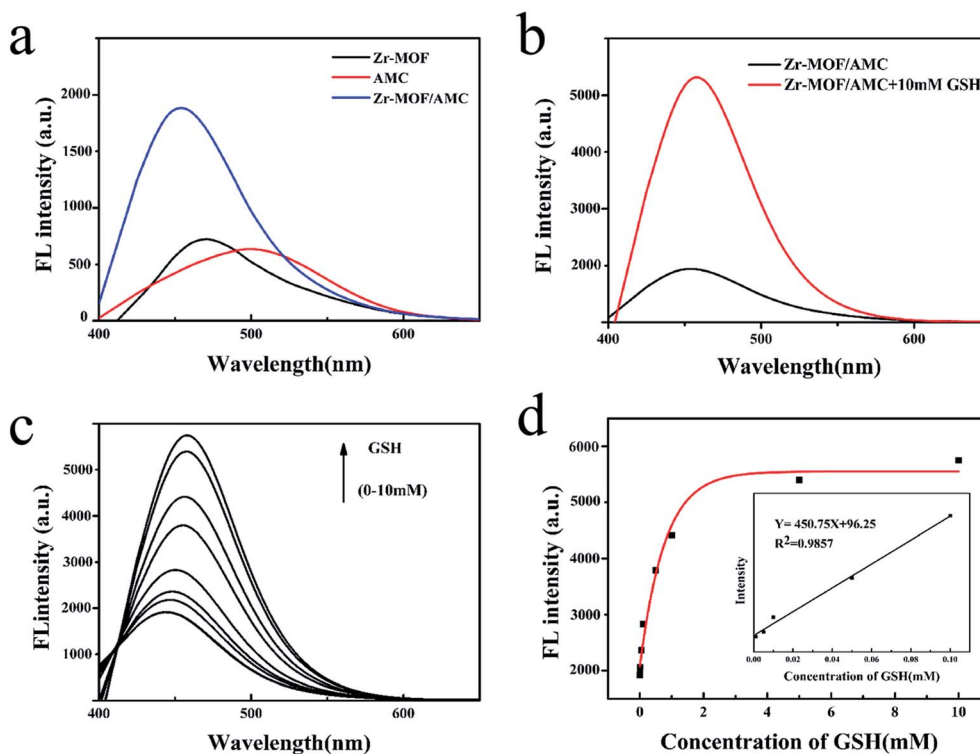 a
Zr-MOF
AMC
Zr-MOF/AMC
2000
1500
1000
500
0
400
500
600
FL intensity (a.u.)
Wavelength(nm)
b
Zr-MOF/AMC
Zr-MOF/AMC+10mM GSH
5000
4000
3000
2000
400
500
600
FL intensity (a.u.)
Wavelength(nm)
c
GSH
(0-10mM)
5000
4000
3000
2000
1000
400
500
600
FLintensity (a.u.)
Wavelength(nm)
d
6000
5000
4000
3000
2000
0
2
4
6
8
10
FL intensity (a.u.)
Concentration of GSH(mM)
Y= 450.75X+96.25
R²=0.9857
Intensity
0.00 0.02 0.04 0.06 0.08 0.10
Concentration of GSH(mM)